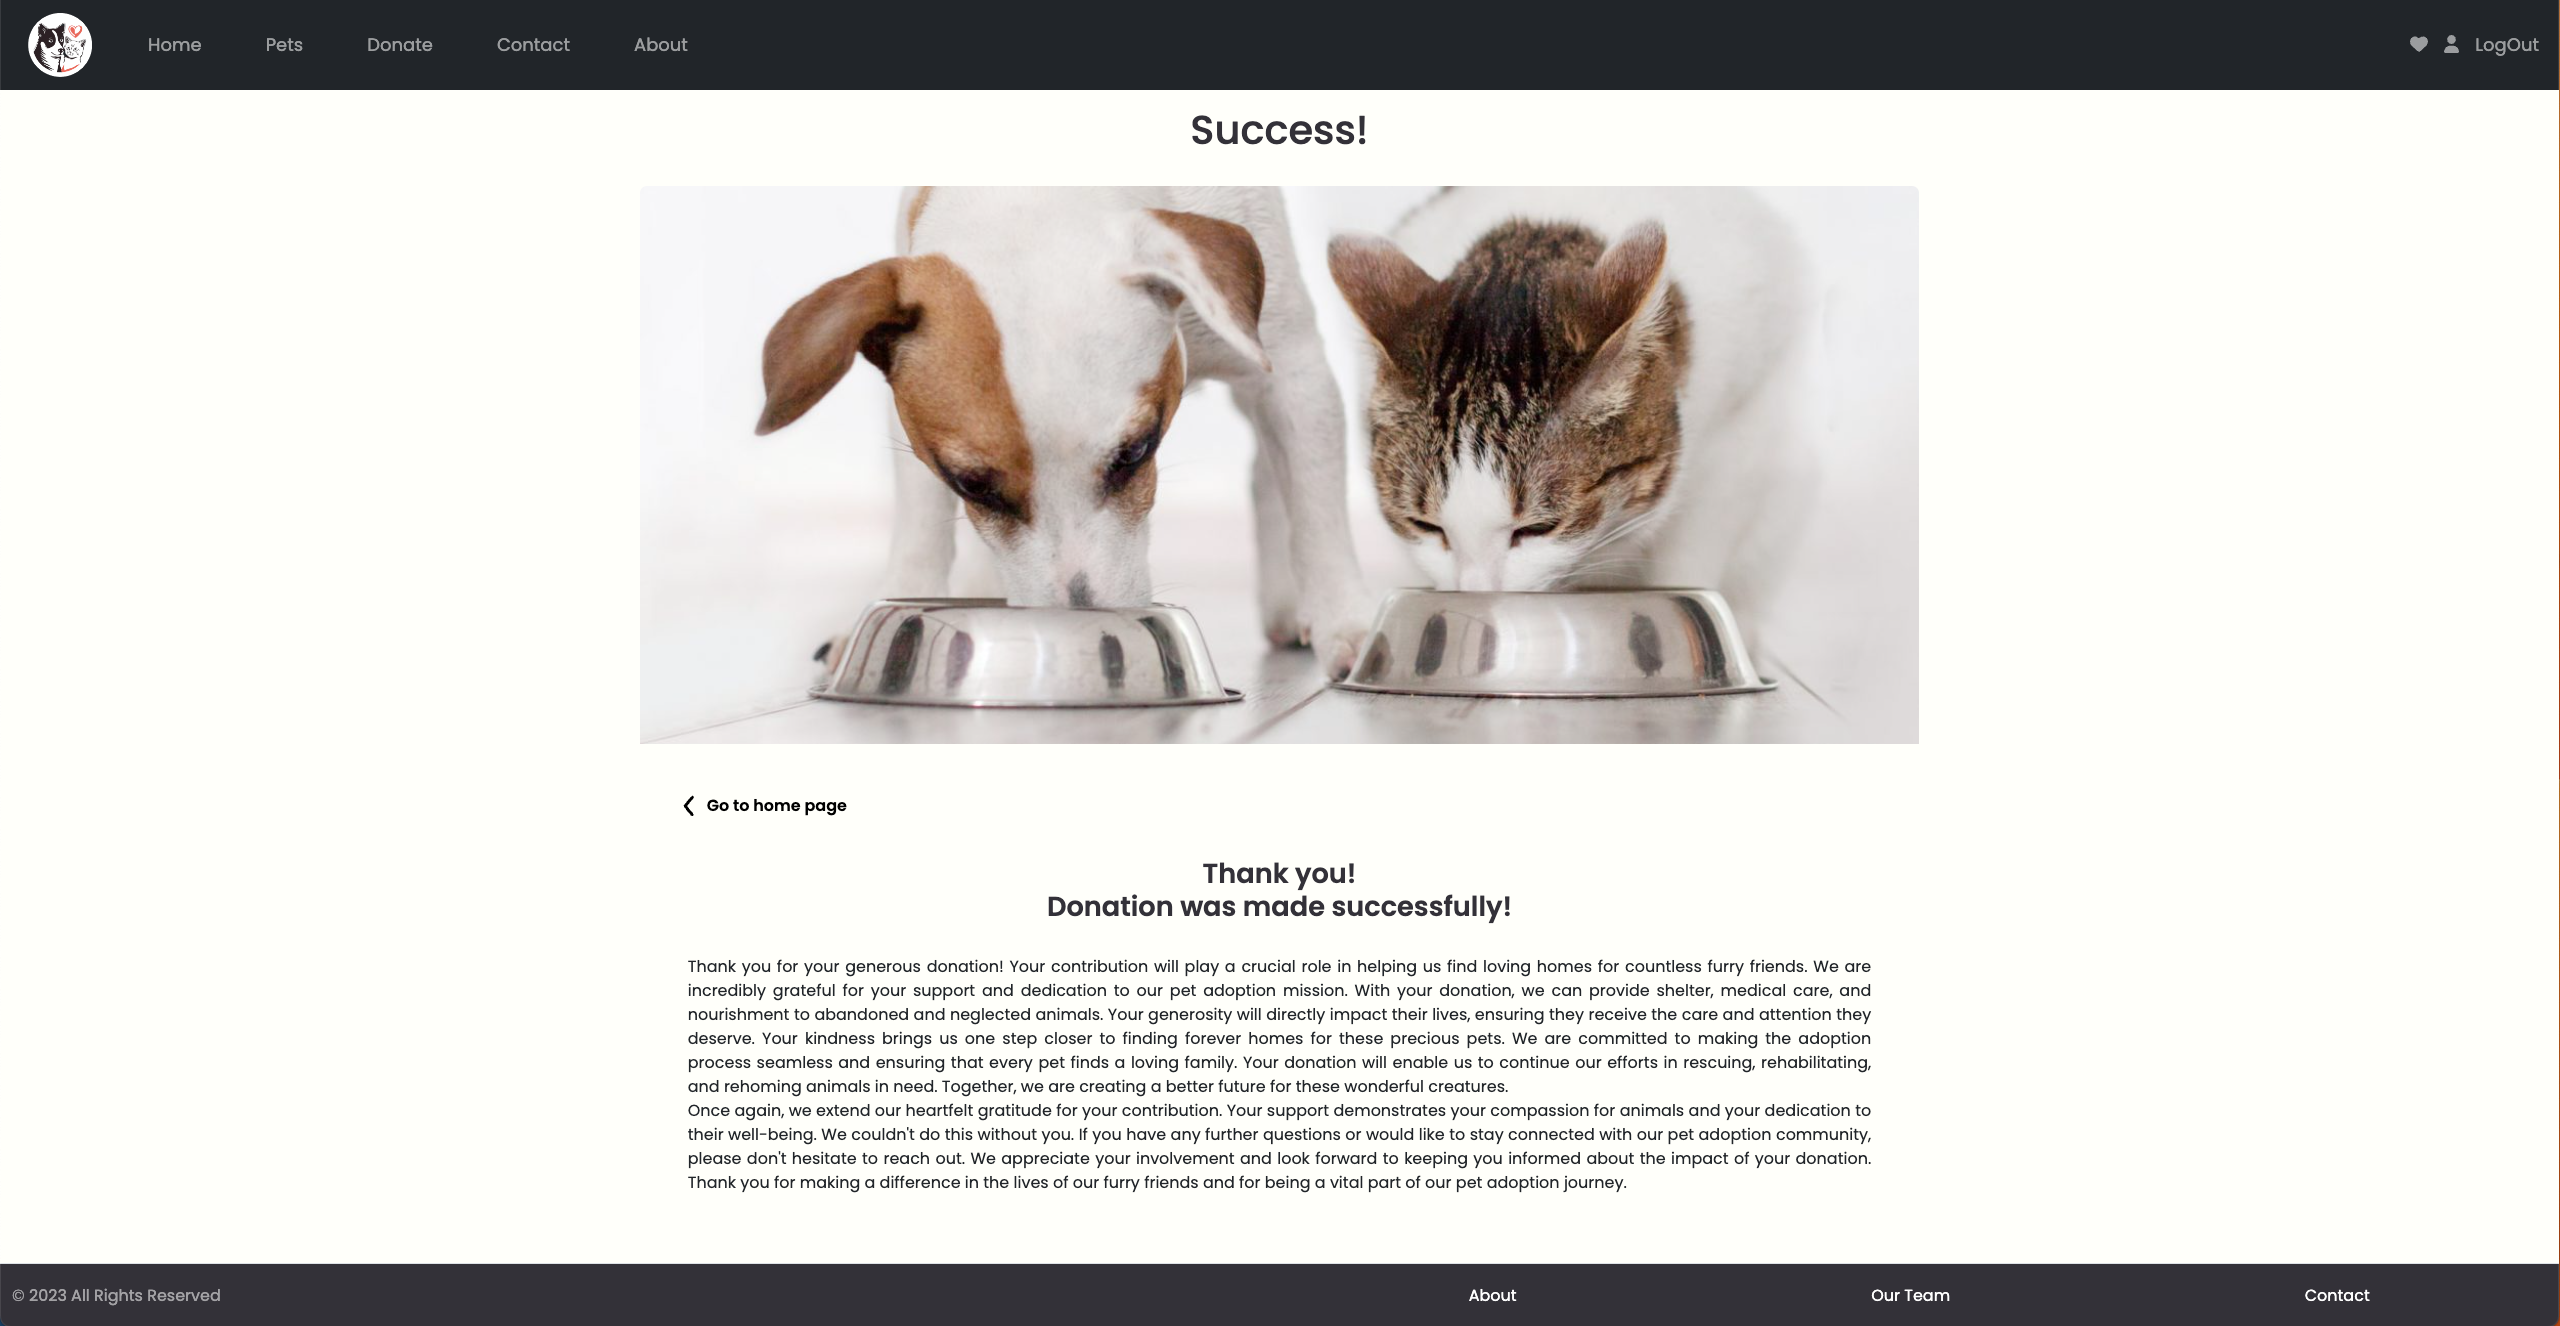 Home Pets Donate Contact About LogOut
Success!
Go to home page
Thank you!
Donation was made successfully!
Thank you for your generous donation! Your contribution will play a crucial role in helping us find loving homes for countless furry friends. We are
incredibly grateful for your support and dedication to our pet adoption mission. With your donation, we can provide shelter, medical care, and
nourishment to abandoned and neglected animals. Your generosity will directly impact their lives, ensuring they receive the care and attention they
deserve. Your kindness brings us one step closer to finding forever homes for these precious pets. We are committed to making the adoption
process seamless and ensuring that every pet finds a loving family. Your donation will enable us to continue our efforts in rescuing, rehabilitating,
and rehoming animals in need. Together, we are creating a better future for these wonderful creatures.
Once again, we extend our heartfelt gratitude for your contribution. Your support demonstrates your compassion for animals and your dedication to
their well-being. We couldn't do this without you. If you have any further questions or would like to stay connected with our pet adoption community,
please don't hesitate to reach out. We appreciate your involvement and look forward to keeping you informed about the impact of your donation.
Thank you for making a difference in the lives of our furry friends and for being a vital part of our pet adoption journey.
© 2023 All Rights Reserved About Our Team Contact